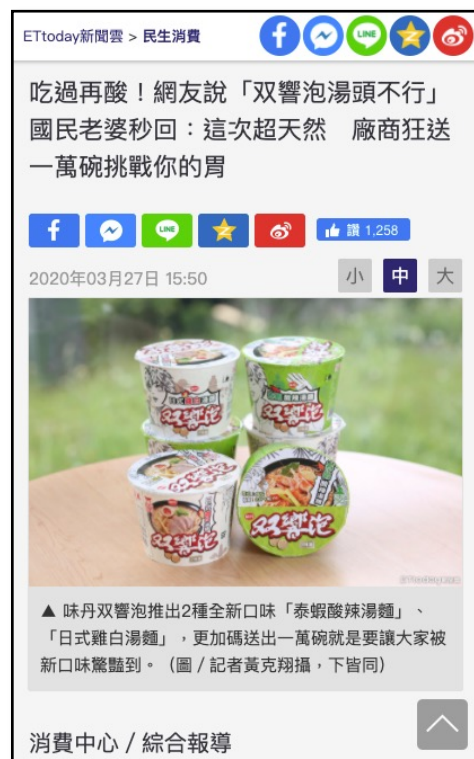 ETtoday新聞雲 > 民生消費
LINE
吃過再酸！網友說「双響泡湯頭不行」
國民老婆秒回：這次超天然　廠商狂送
一萬碗挑戰你的胃
LINE
讚 1,258
2020年03月27日 15:50
小 中 大
双響泡
双響泡
双響泡
双響泡
▲ 味丹双響泡推出2種全新口味「泰蝦酸辣湯麵」、
「日式雞白湯麵」，更加碼送出一萬碗就是要讓大家被
新口味驚豔到。（圖／記者黃克翔攝，下皆同）
消費中心／綜合報導